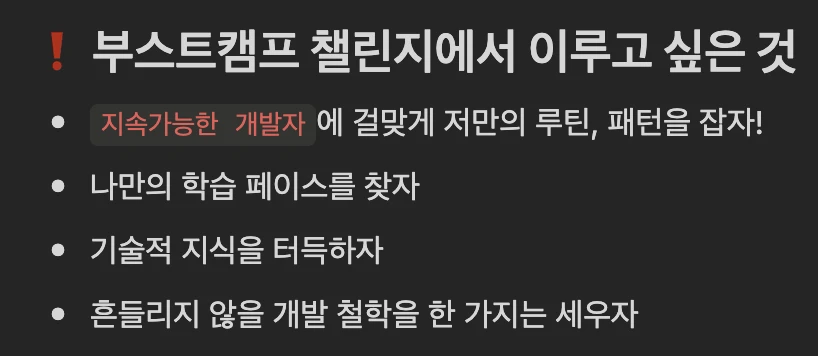 ❗ 부스트캠프 챌린지에서 이루고 싶은 것
• 지속가능한 개발자에 걸맞게 저만의 루틴, 패턴을 잡자!
• 나만의 학습 페이스를 찾자
• 기술적 지식을 터득하자
• 흔들리지 않을 개발 철학을 한 가지는 세우자